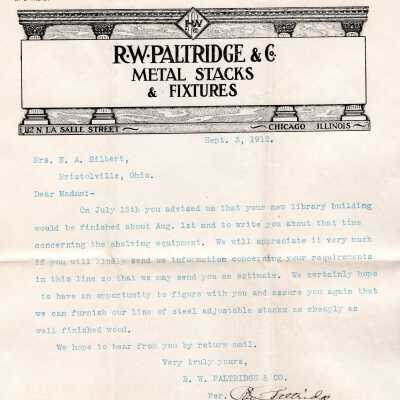 R.W. PALTRIDGE & Co.
METAL STACKS
& FIXTURES
112 N. LA SALLE STREET
CHICAGO ILLINOIS
Sept. 3, 1912.
Mrs. N. A. Gilbert,
Bristolville, Ohio.
Dear Madam:-
On July 15th you advised us that your new library building
would be finished about Aug. 1st and to write you about that time
concerning the shelving equipment. We will appreciate it very much
if you will kindly send us information concerning your requirements
in this line so that we may send you an estimate. We certainly hope
to have an opportunity to figure with you and assure you again that
we can furnish our line of steel adjustable stacks as cheaply as
well finished wood.
We hope to hear from you by return mail.
Very truly yours,
R. W. PALTRIDGE & CO.
Per. Paltridge